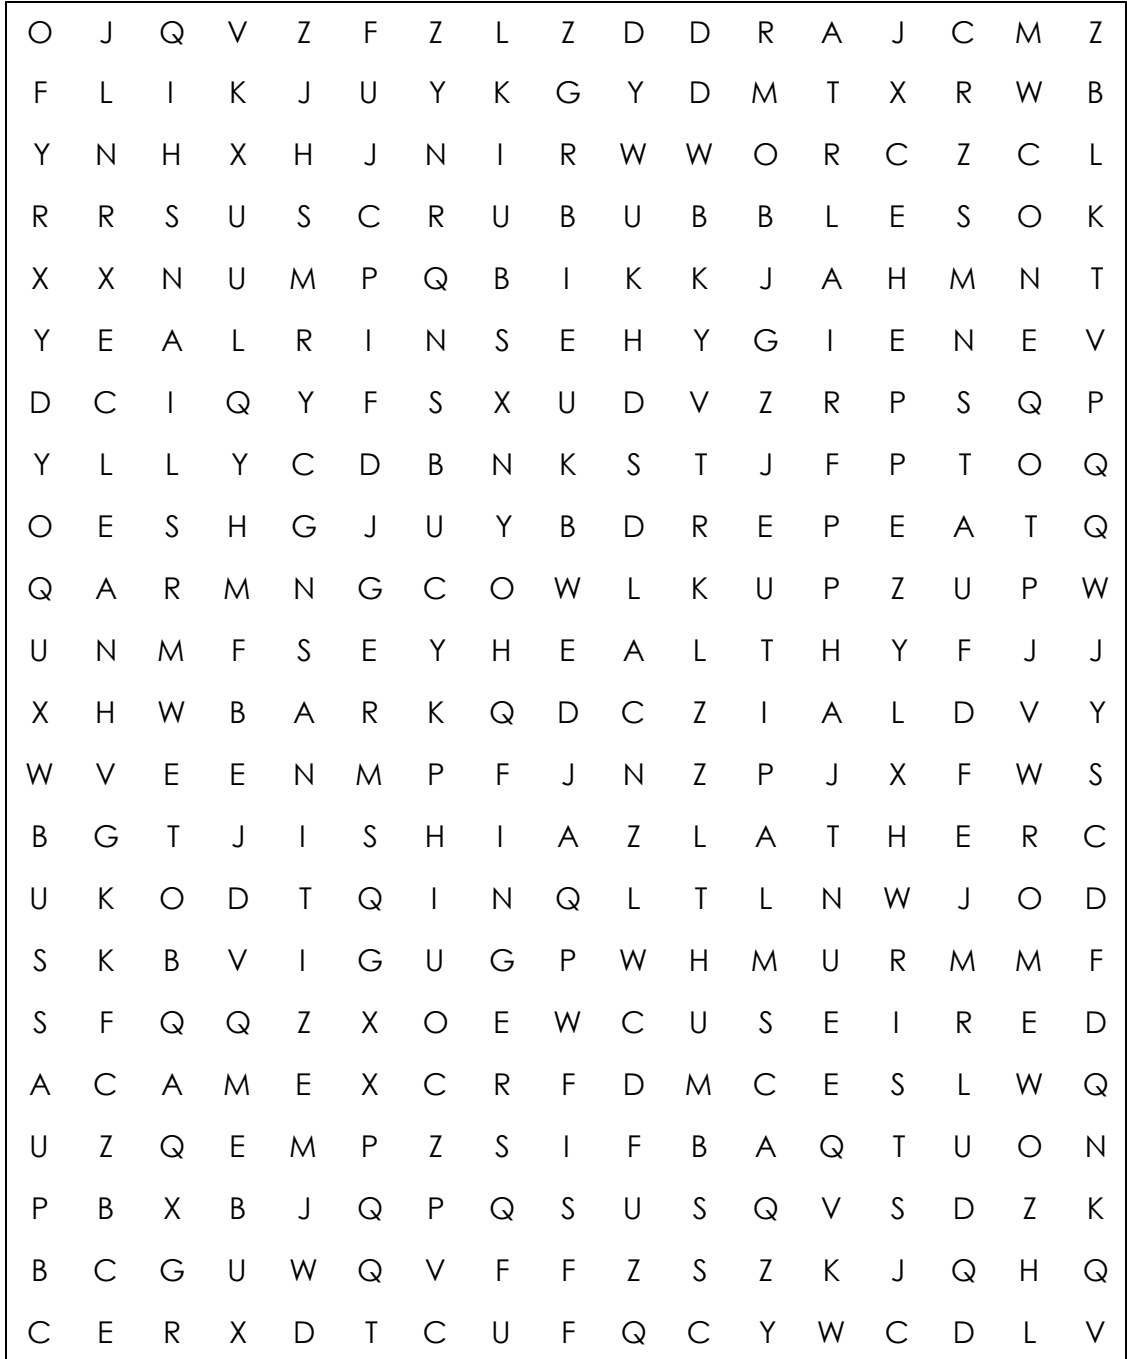 O J Q V Z F Z L Z D D R A J C M Z
F L I K J U Y K G Y D M T X R W B
Y N H X H J N I R W W O R C Z C L
R R S U S C R U B U B B L E S O K
X X N U M P Q B I K K J A H M N T
Y E A L R I N S E H Y G I E N E V
D C I Q Y F S X U D V Z R P S Q P
Y L L Y C D B N K S T J F P T O Q
O E S H G J U Y B D R E P E A T Q
Q A R M N G C O W L K U P Z U P W
U N M F S E Y H E A L T H Y F J J
X H W B A R K Q D C Z I A L D V Y
W V E E N M P F J N Z P J X F W S
B G T J I S H I A Z L A T H E R C
U K O D T Q I N Q L T L N W J O D
S K B V I G U G P W H M U R M M F
S F Q Q Z X O E W C U S E I R E D
A C A M E X C R F D M C E S L W Q
U Z Q E M P Z S I F B A Q T U O N
P B X B J Q P Q S U S Q V S D Z K
B C G U W Q V F F Z S Z K J Q H Q
C E R X D T C U F Q C Y W C D L V